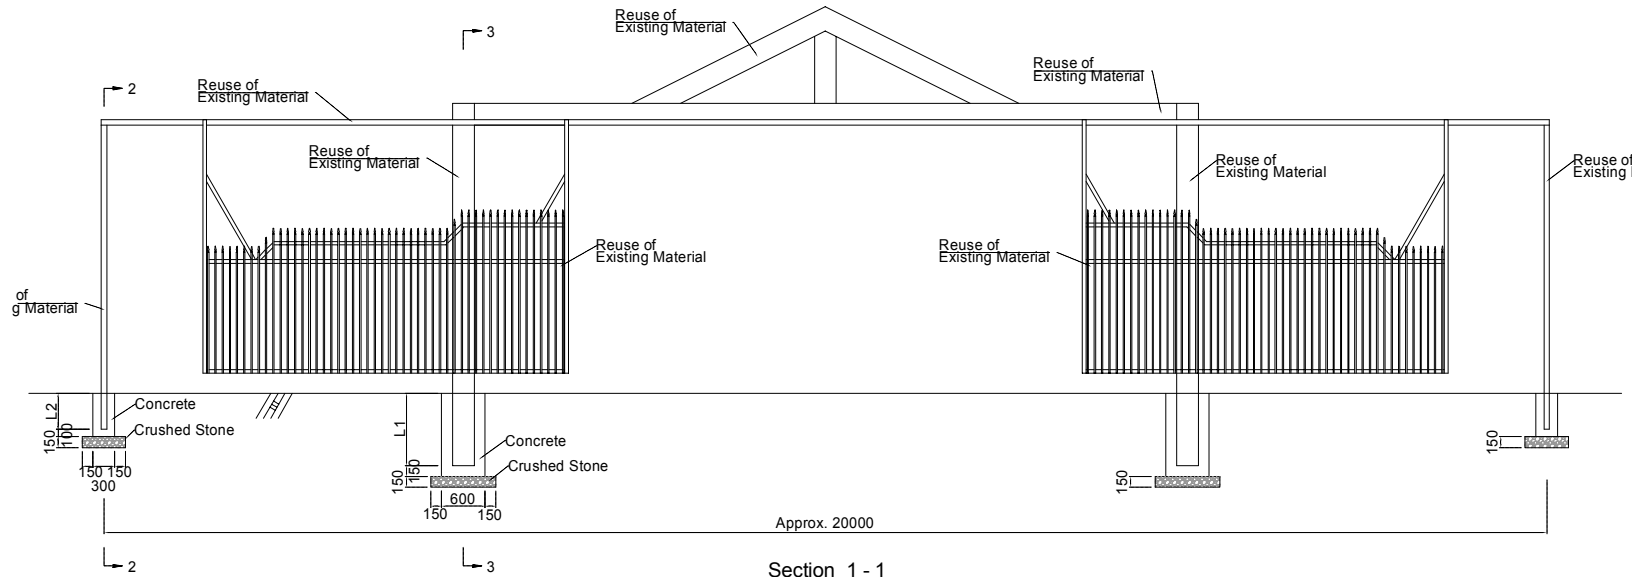 Reuse of
Existing Material
3
Reuse of
Existing Material
2
Reuse of
Existing Material
Reuse of
Existing Material
Reuse of
Existing Material
Reuse of
Existing
Reuse of
Existing Material
Reuse of
Existing Material
of
g Material
L2
Concrete
100
150
Crushed Stone
150 150
300
L1
Concrete
150
150
Crushed Stone
600
150 150
150
150
Approx. 20000
2
3
Section 1 - 1